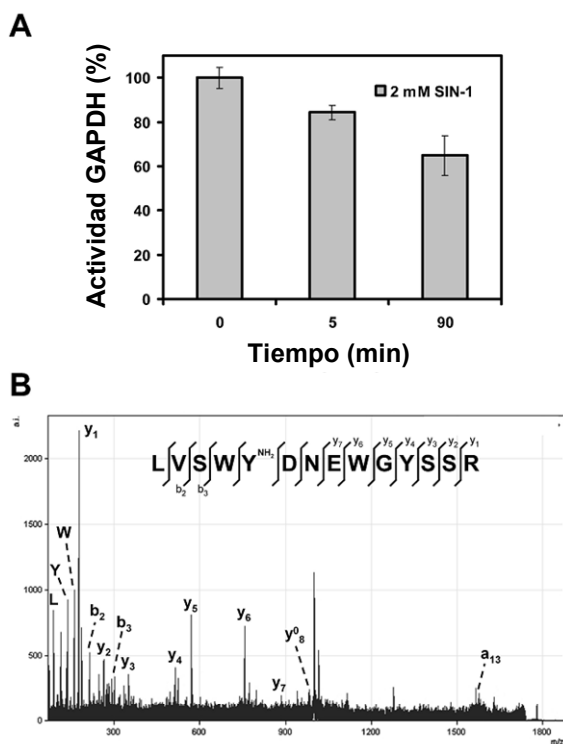 A
Actividad GAPDH (%)
100
80
60
40
20
0
2 mM SIN-1
0 5 90
Tiempo (min)
B
a.i.
2000
1500
1000
500
0
y₁
W
Y
L
b₂
y₂
b₃
y₃
y₄
y₅
y₆
y₇
y⁰₈
a₁₃
y₇ y₆ y₅ y₄ y₃ y₂ y₁
L V S W Y NH₂ D N E W G Y S S R
b₂ b₃
300 600 900 1200 1500 1800 m/z